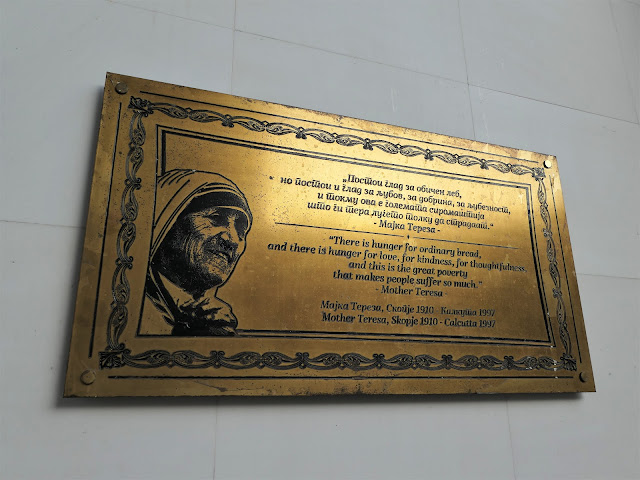 „Постои глад за обичен леб,
но постои и глад за љубов, за добрина, за љубезност,
и токму ова е големата сиромаштија
што ги тера луѓето толку да страдаат.“
- Мајка Тереза -
“There is hunger for ordinary bread,
and there is hunger for love, for kindness, for thoughtfulness;
and this is the great poverty
that makes people suffer so much.”
- Mother Teresa -
Мајка Тереза, Скопје 1910 - Калкута 1997
Mother Teresa, Skopje 1910 - Calcutta 1997